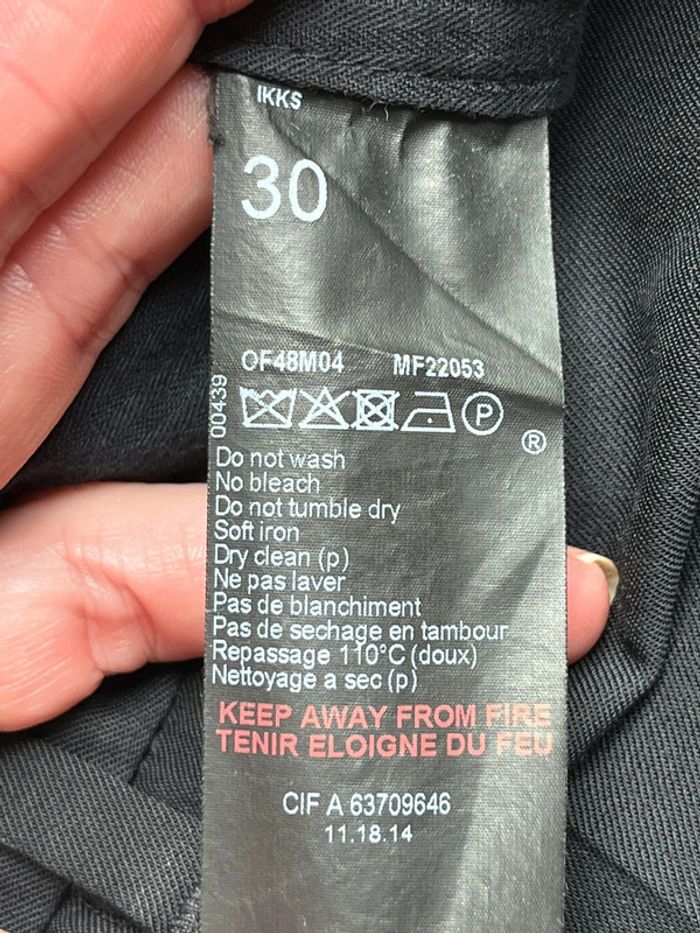 IKKS
30
OF48M04 MF22053
00439
P
®
Do not wash
No bleach
Do not tumble dry
Soft iron
Dry clean (p)
Ne pas laver
Pas de blanchiment
Pas de sechage en tambour
Repassage 110°C (doux)
Nettoyage a sec (p)
KEEP AWAY FROM FIRE
TENIR ELOIGNE DU FEU
CIF A 63709646
11.18.14